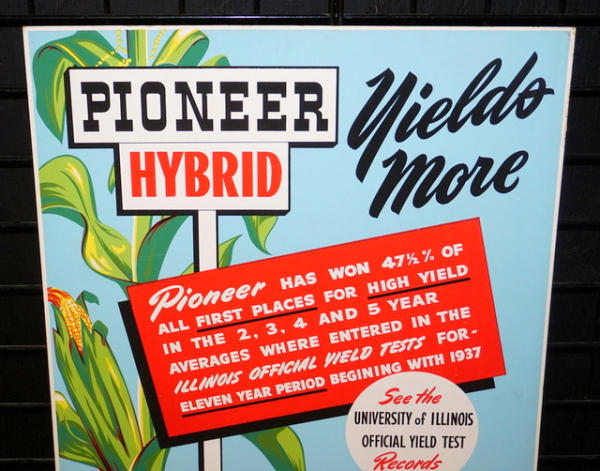 PIONEER
HYBRID
Yields
More
Pioneer HAS WON 47½% OF
ALL FIRST PLACES FOR HIGH YIELD
IN THE 2, 3, 4 AND 5 YEAR
AVERAGES WHERE ENTERED IN THE
ILLINOIS OFFICIAL YIELD TESTS FOR-
ELEVEN YEAR PERIOD BEGINING WITH 1937
See the
UNIVERSITY of ILLINOIS
OFFICIAL YIELD TEST
Records